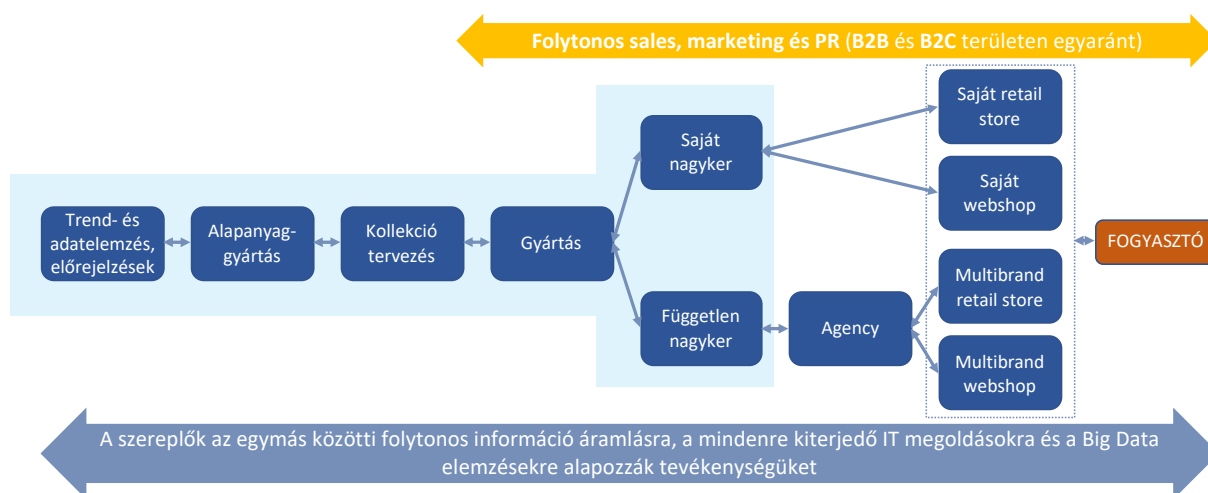 Folytonos sales, marketing és PR (B2B és B2C területen egyaránt)
Saját retail
store
Saját
nagyker
Saját
webshop
Trend- és
adatelemzés,
előrejelzések
Alapanyag-
gyártás
Kollekció
tervezés
Gyártás
FOGYASZTÓ
Multibrand
retail store
Független
nagyker
Agency
Multibrand
webshop
A szereplők az egymás közötti folytonos információ áramlásra, a mindenre kiterjedő IT megoldásokra és a Big Data
elemzésekre alapozzák tevékenységüket